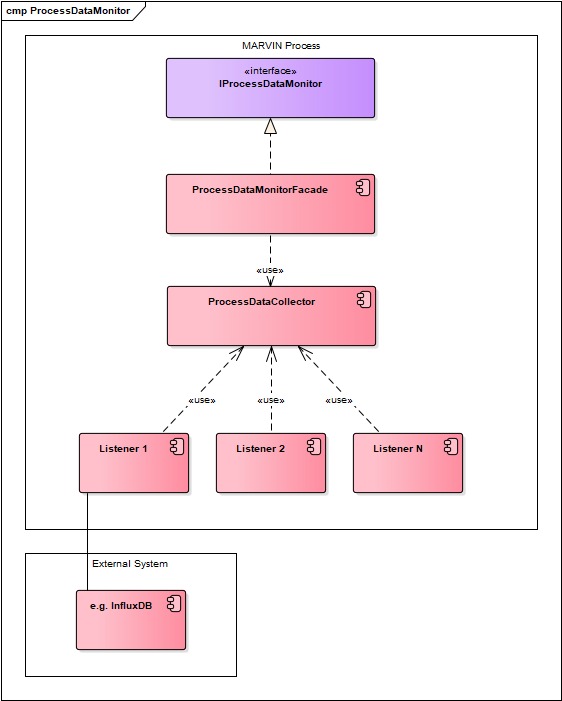 cmp ProcessDataMonitor
MARVIN Process
«interface»
IProcessDataMonitor
ProcessDataMonitorFacade
«use»
ProcessDataCollector
«use» «use» «use»
Listener 1 Listener 2 Listener N
External System
e.g. InfluxDB